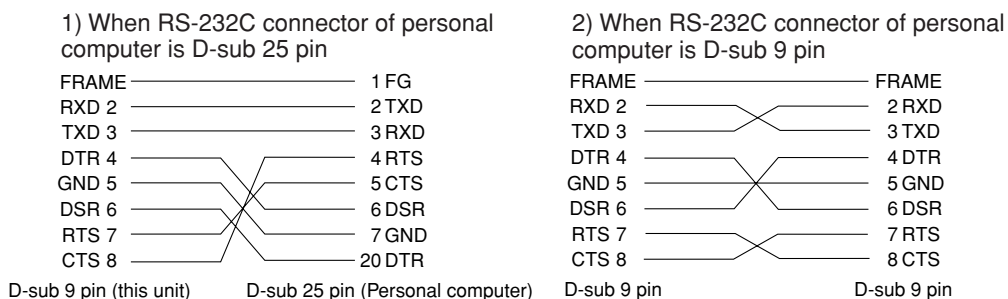 1) When RS-232C connector of personal
computer is D-sub 25 pin
FRAME 1 FG
RXD 2 2 TXD
TXD 3 3 RXD
DTR 4 4 RTS
GND 5 5 CTS
DSR 6 6 DSR
RTS 7 7 GND
CTS 8 20 DTR
D-sub 9 pin (this unit) D-sub 25 pin (Personal computer)
2) When RS-232C connector of personal
computer is D-sub 9 pin
FRAME FRAME
RXD 2 2 RXD
TXD 3 3 TXD
DTR 4 4 DTR
GND 5 5 GND
DSR 6 6 DSR
RTS 7 7 RTS
CTS 8 8 CTS
D-sub 9 pin D-sub 9 pin